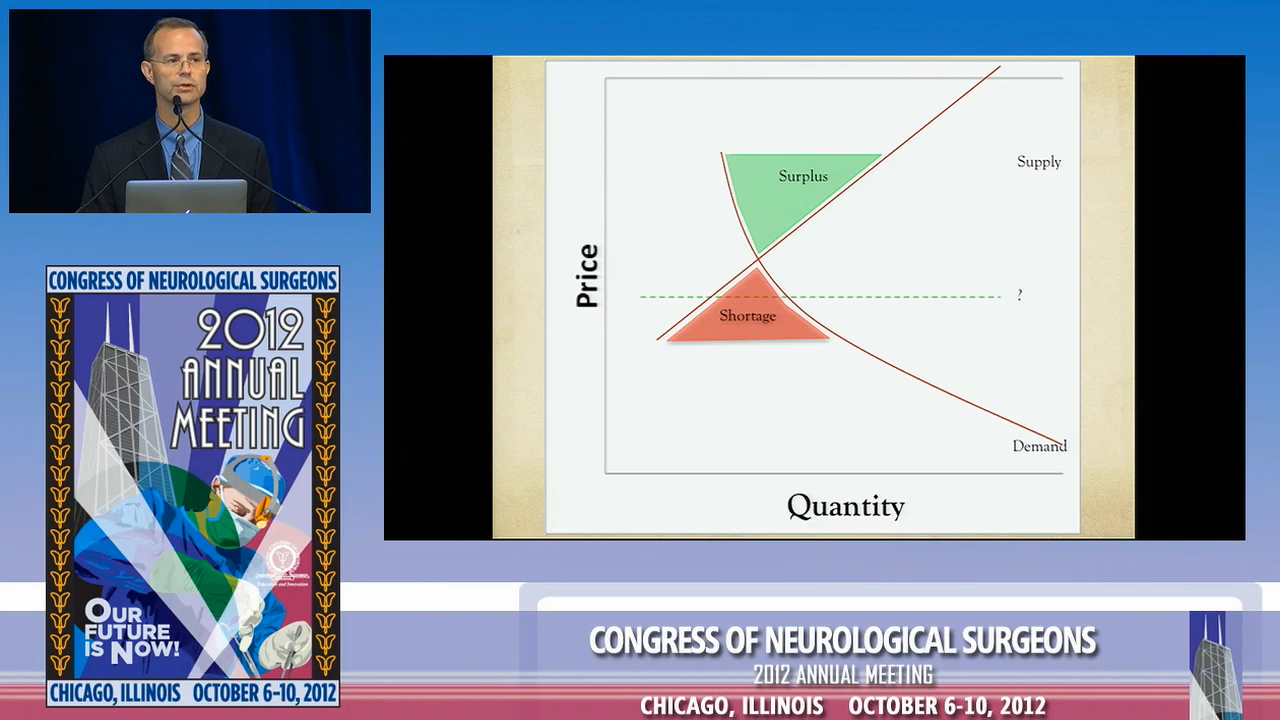 CONGRESS OF NEUROLOGICAL SURGEONS
2012
ANNUAL
MEETING
OUR
FUTURE
IS NOW!
CHICAGO, ILLINOIS OCTOBER 6-10, 2012
Price
Surplus
Supply
?
Shortage
Demand
Quantity
CONGRESS OF NEUROLOGICAL SURGEONS
2012 ANNUAL MEETING
CHICAGO, ILLINOIS OCTOBER 6-10, 2012